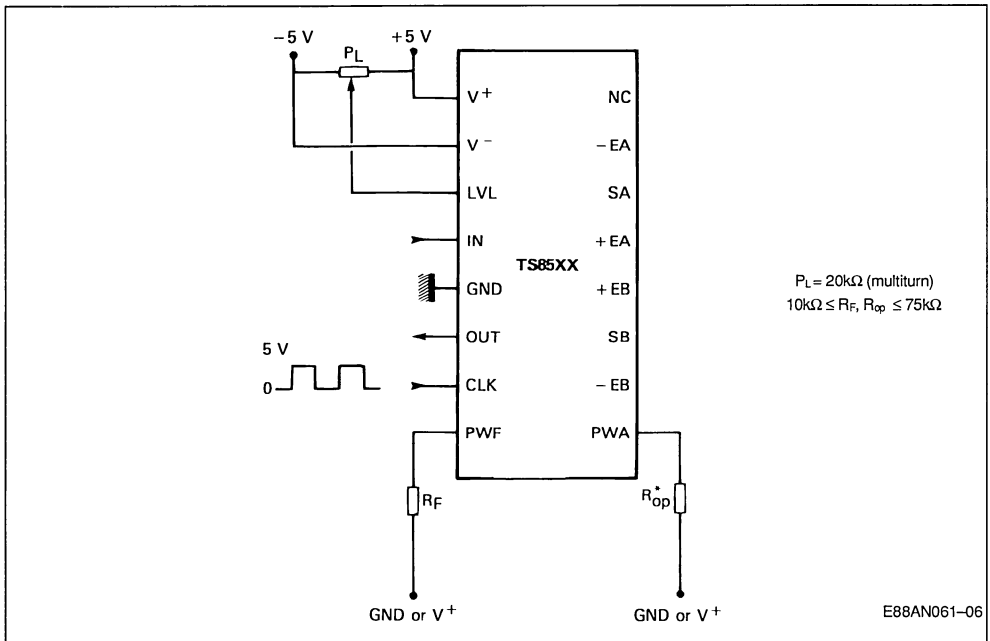 −5 V
PL
+5 V
V+
NC
V−
−EA
LVL
SA
IN
+EA
TS85XX
GND
+EB
PL = 20kΩ (multiturn)
10kΩ ≤ RF, Rop ≤ 75kΩ
OUT
SB
5 V
0
CLK
−EB
PWF
PWA
RF
Rop*
GND or V+
GND or V+
E88AN061–06